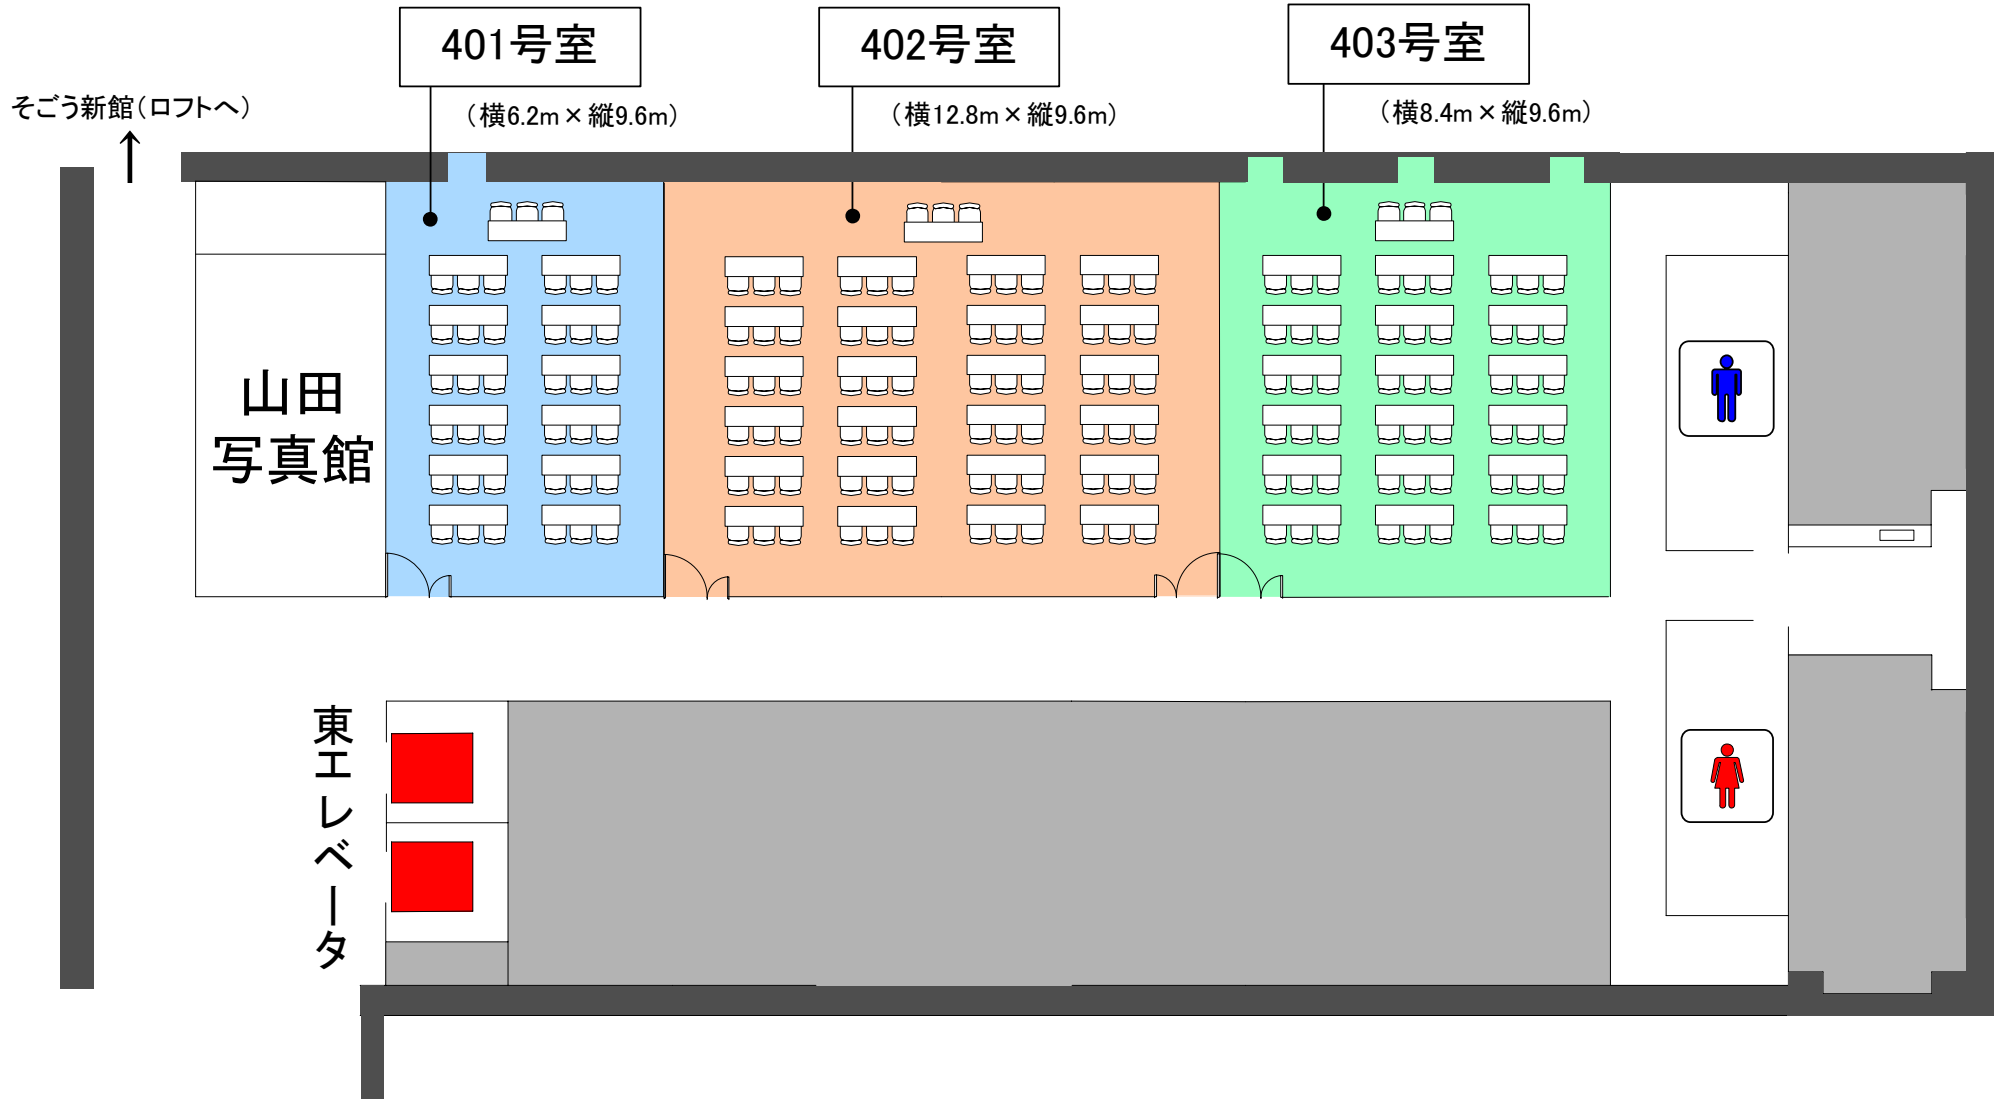 401号室
402号室
403号室
そごう新館(ロフトへ)
(横6.2m×縦9.6m)
(横12.8m×縦9.6m)
(横8.4m×縦9.6m)
山田
写真館
東エレベータ